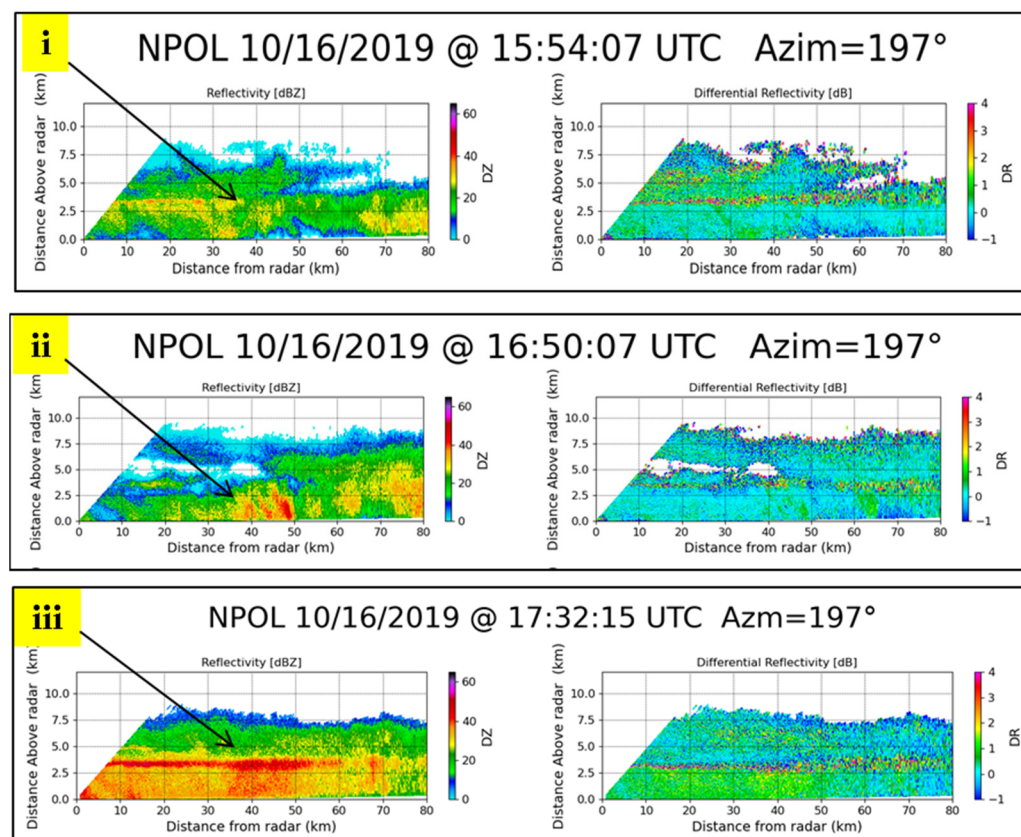 i
NPOL 10/16/2019 @ 15:54:07 UTC Azim=197°
Reflectivity [dBZ]
Distance Above radar (km)
10.0
7.5
5.0
2.5
0.0
0 10 20 30 40 50 60 70 80
Distance from radar (km)
60
40
20
0
DZ
Differential Reflectivity [dB]
Distance Above radar (km)
10.0
7.5
5.0
2.5
0.0
0 10 20 30 40 50 60 70 80
Distance from radar (km)
4
3
2
1
0
−1
DR
ii
NPOL 10/16/2019 @ 16:50:07 UTC Azim=197°
Reflectivity [dBZ]
Distance Above radar (km)
10.0
7.5
5.0
2.5
0.0
0 10 20 30 40 50 60 70 80
Distance from radar (km)
60
40
20
0
DZ
Differential Reflectivity [dB]
Distance Above radar (km)
10.0
7.5
5.0
2.5
0.0
0 10 20 30 40 50 60 70 80
Distance from radar (km)
4
3
2
1
0
−1
DR
iii
NPOL 10/16/2019 @ 17:32:15 UTC Azm=197°
Reflectivity [dBZ]
Distance Above radar (km)
10.0
7.5
5.0
2.5
0.0
0 10 20 30 40 50 60 70 80
Distance from radar (km)
60
40
20
0
DZ
Differential Reflectivity [dB]
Distance Above radar (km)
10.0
7.5
5.0
2.5
0.0
0 10 20 30 40 50 60 70 80
Distance from radar (km)
4
3
2
1
0
−1
DR